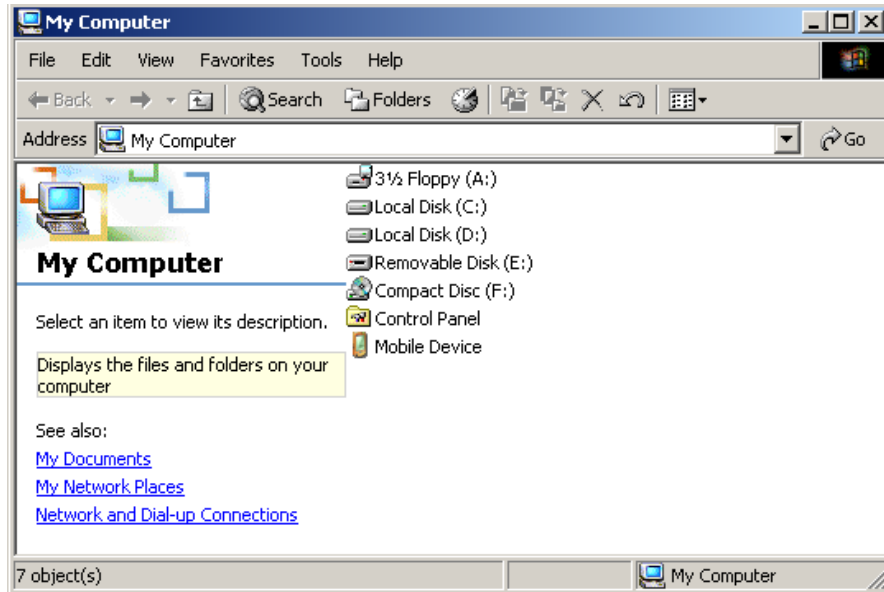 My Computer
File Edit View Favorites Tools Help
Back Search Folders
Address My Computer Go
3½ Floppy (A:)
Local Disk (C:)
Local Disk (D:)
Removable Disk (E:)
Compact Disc (F:)
Control Panel
Mobile Device
My Computer
Select an item to view its description.
Displays the files and folders on your
computer
See also:
My Documents
My Network Places
Network and Dial-up Connections
7 object(s) My Computer